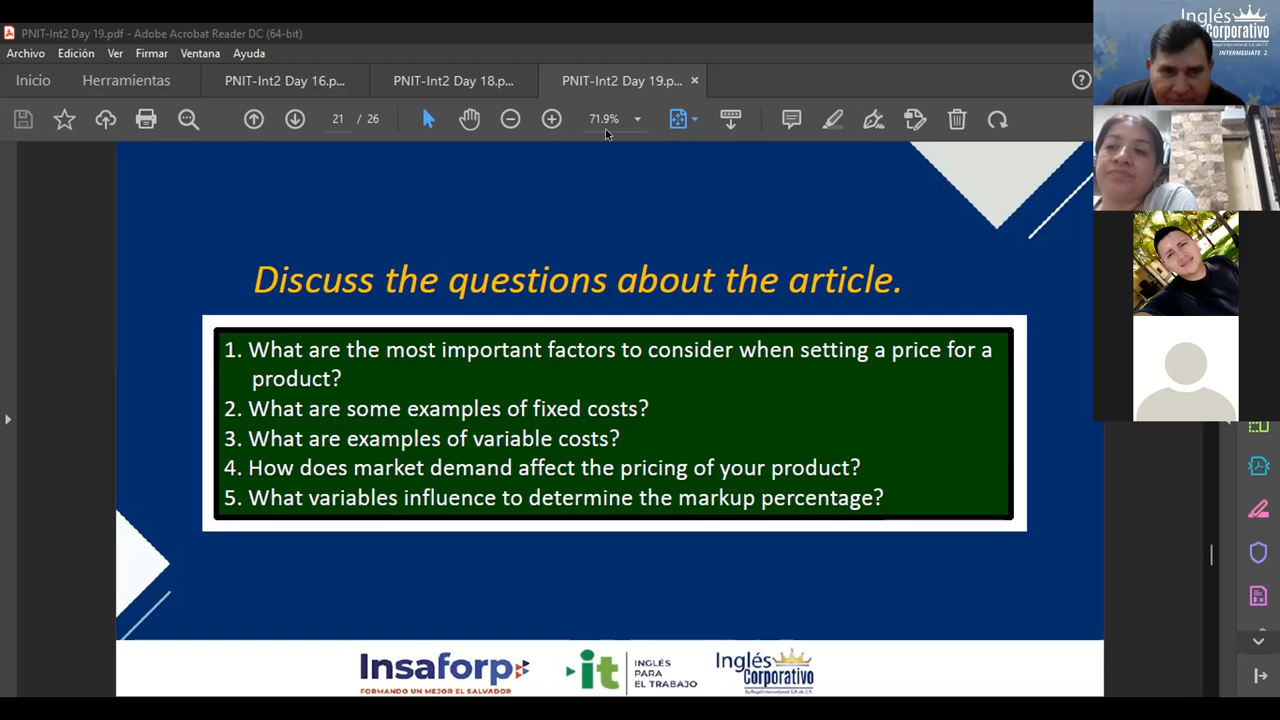 PNIT-Int2 Day 19.pdf - Adobe Acrobat Reader DC (64-bit)
Archivo Edición Ver Firmar Ventana Ayuda
Inicio Herramientas PNIT-Int2 Day 16.p... PNIT-Int2 Day 18.p... PNIT-Int2 Day 19.p... ×
21 / 26 71.9%
Inglés
Corporativo
INTERMEDIATE 2
Discuss the questions about the article.
1. What are the most important factors to consider when setting a price for a
product?
2. What are some examples of fixed costs?
3. What are examples of variable costs?
4. How does market demand affect the pricing of your product?
5. What variables influence to determine the markup percentage?
Insaforp
FORMANDO UN MEJOR EL SALVADOR
it
INGLÉS
PARA
EL TRABAJO
Inglés
Corporativo
By Regal International, S.A. de C.V.